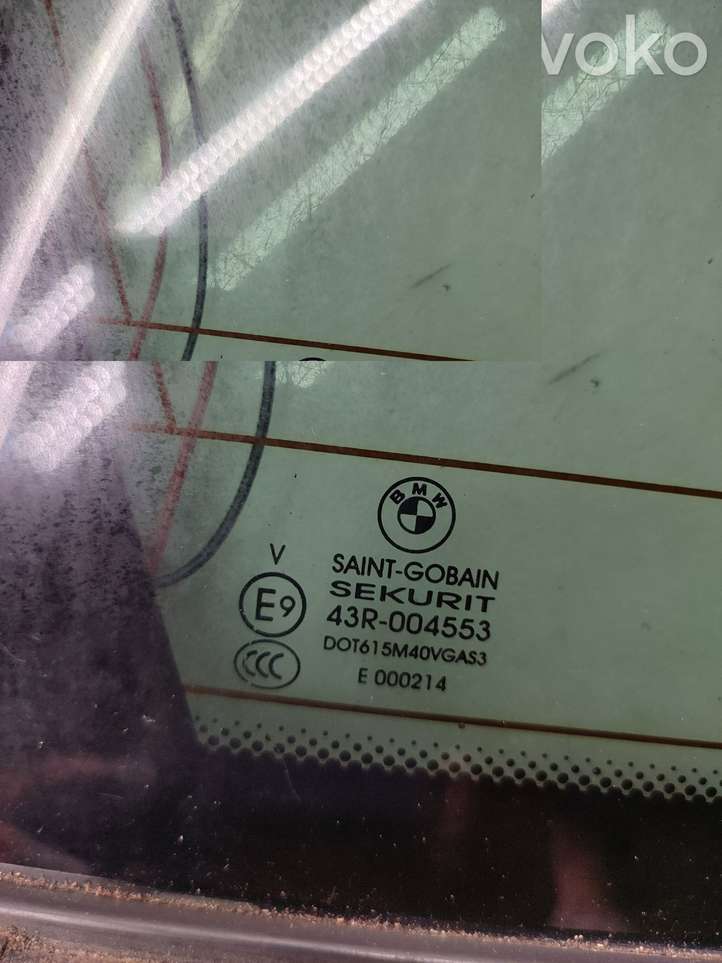 voko
BMW
V
SAINT-GOBAIN
SEKURIT
E9
43R-004553
DOT615M40VGAS3
CCC
E 000214